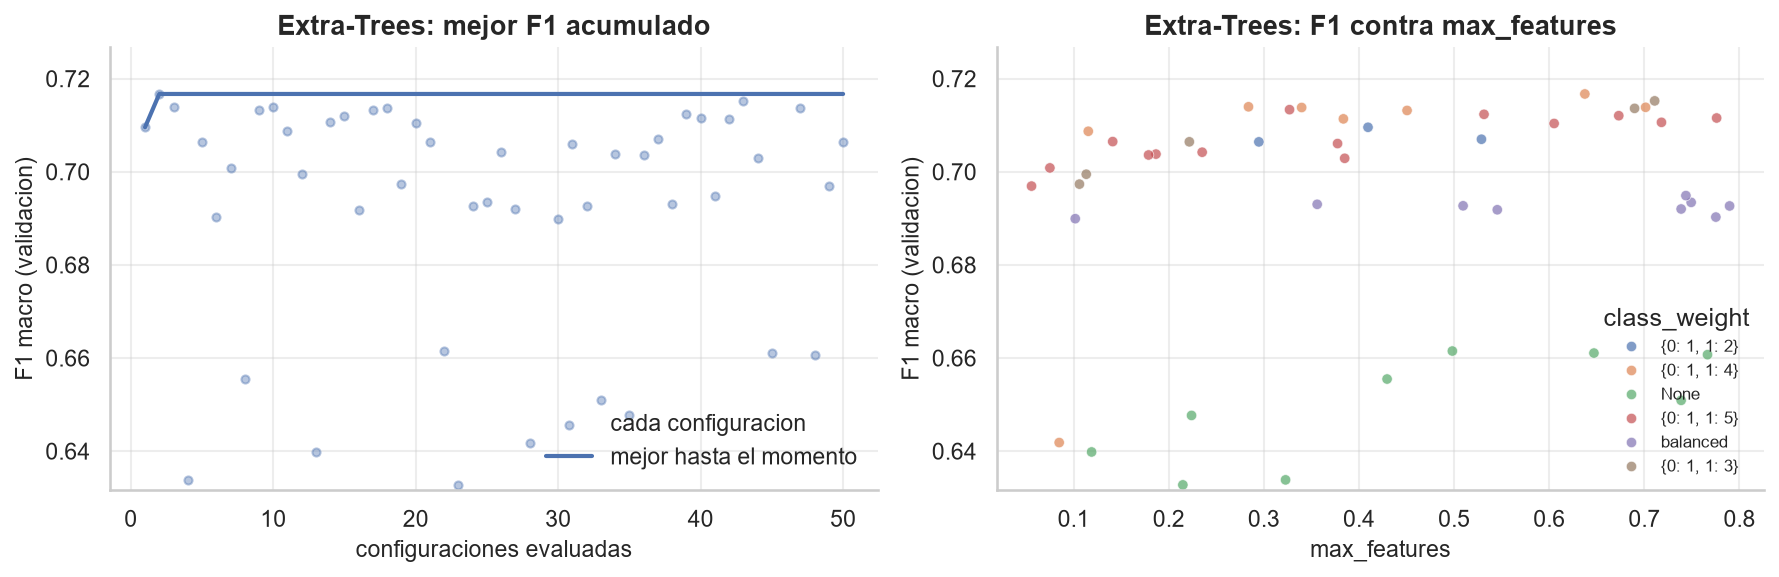 Extra-Trees: mejor F1 acumulado
F1 macro (validacion)
0.72
0.70
0.68
0.66
0.64
0
10
20
30
40
50
configuraciones evaluadas
cada configuracion
mejor hasta el momento
Extra-Trees: F1 contra max_features
F1 macro (validacion)
0.72
0.70
0.68
0.66
0.64
0.1
0.2
0.3
0.4
0.5
0.6
0.7
0.8
max_features
class_weight
{0: 1, 1: 2}
{0: 1, 1: 4}
None
{0: 1, 1: 5}
balanced
{0: 1, 1: 3}